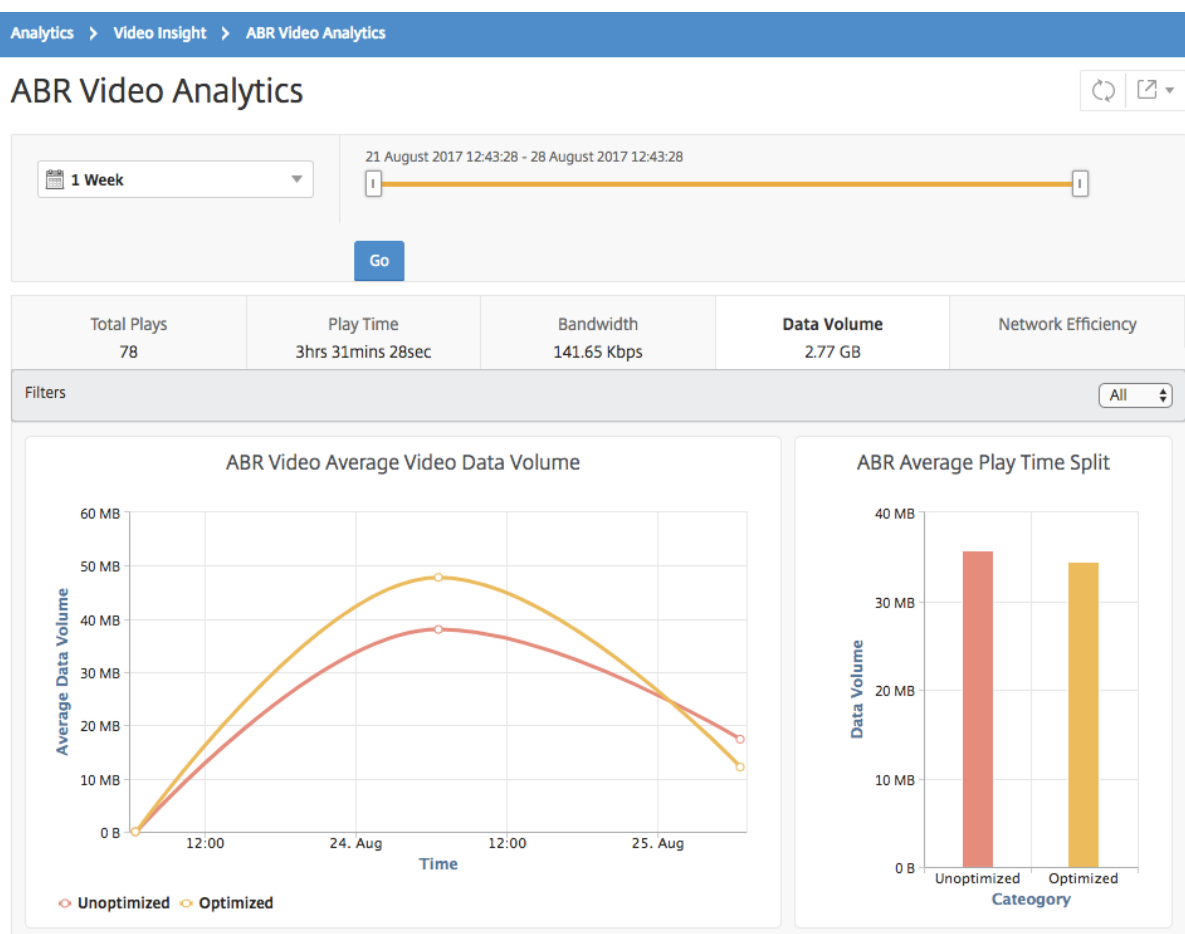 Analytics > Video Insight > ABR Video Analytics
ABR Video Analytics
1 Week
21 August 2017 12:43:28 - 28 August 2017 12:43:28
Go
Total Plays
78
Play Time
3hrs 31mins 28sec
Bandwidth
141.65 Kbps
Data Volume
2.77 GB
Network Efficiency
Filters
All
ABR Video Average Video Data Volume
Average Data Volume
60 MB
50 MB
40 MB
30 MB
20 MB
10 MB
0 B
12:00
24. Aug
12:00
25. Aug
Time
Unoptimized
Optimized
ABR Average Play Time Split
Data Volume
40 MB
30 MB
20 MB
10 MB
0 B
Unoptimized
Optimized
Cateogory